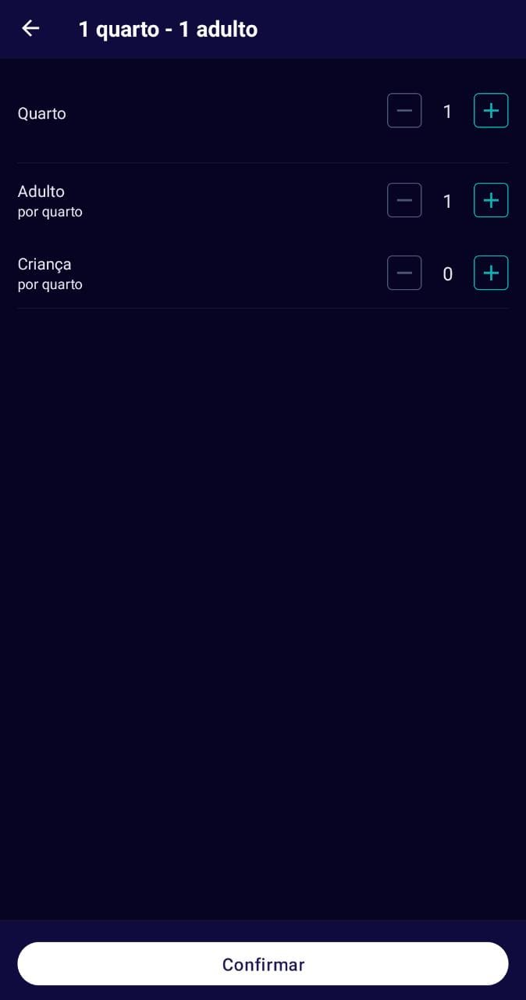 1 quarto - 1 adulto
Quarto
1
Adulto
por quarto
1
Criança
por quarto
0
Confirmar